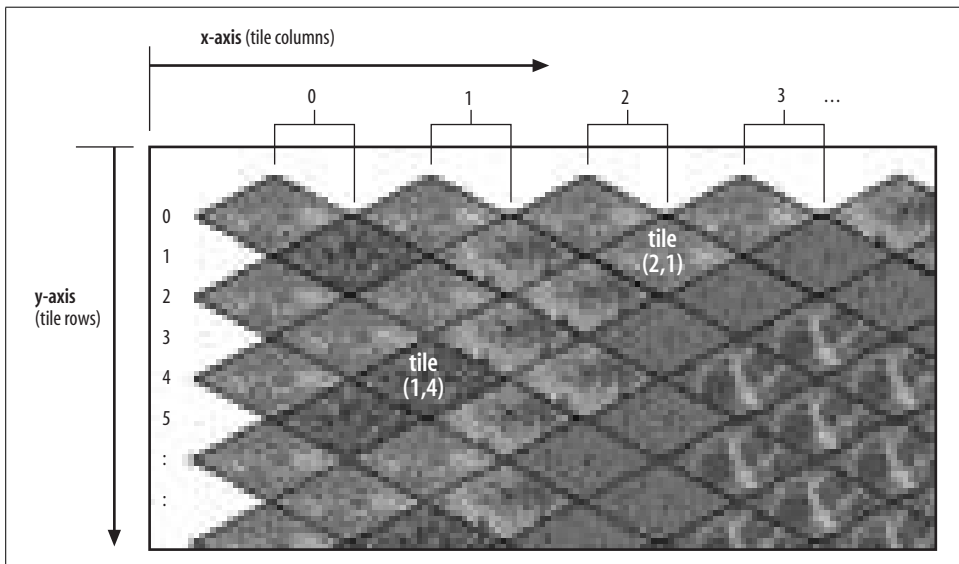 x-axis (tile columns)
0 1 2 3 …
0
1
tile
(2,1)
2
y-axis
(tile rows)
3
tile
(1,4)
4
5
:
: